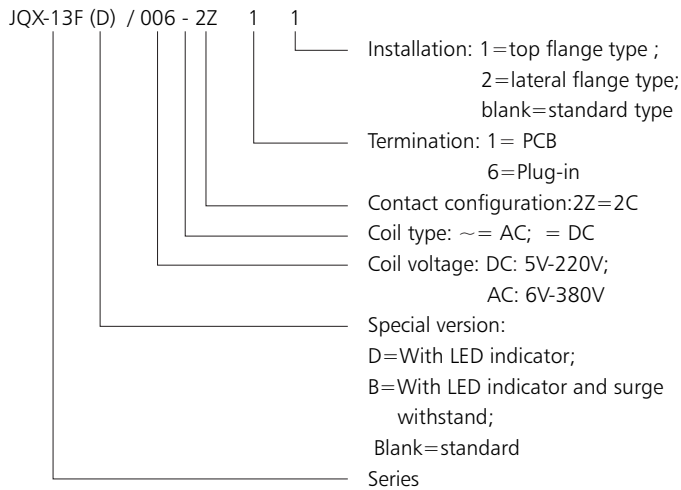 JQX-13F (D) / 006 - 2Z 1 1
Installation: 1=top flange type ;
2=lateral flange type;
blank=standard type
Termination: 1= PCB
6=Plug-in
Contact configuration:2Z=2C
Coil type: ~= AC; = DC
Coil voltage: DC: 5V-220V;
AC: 6V-380V
Special version:
D=With LED indicator;
B=With LED indicator and surge
withstand;
Blank=standard
Series